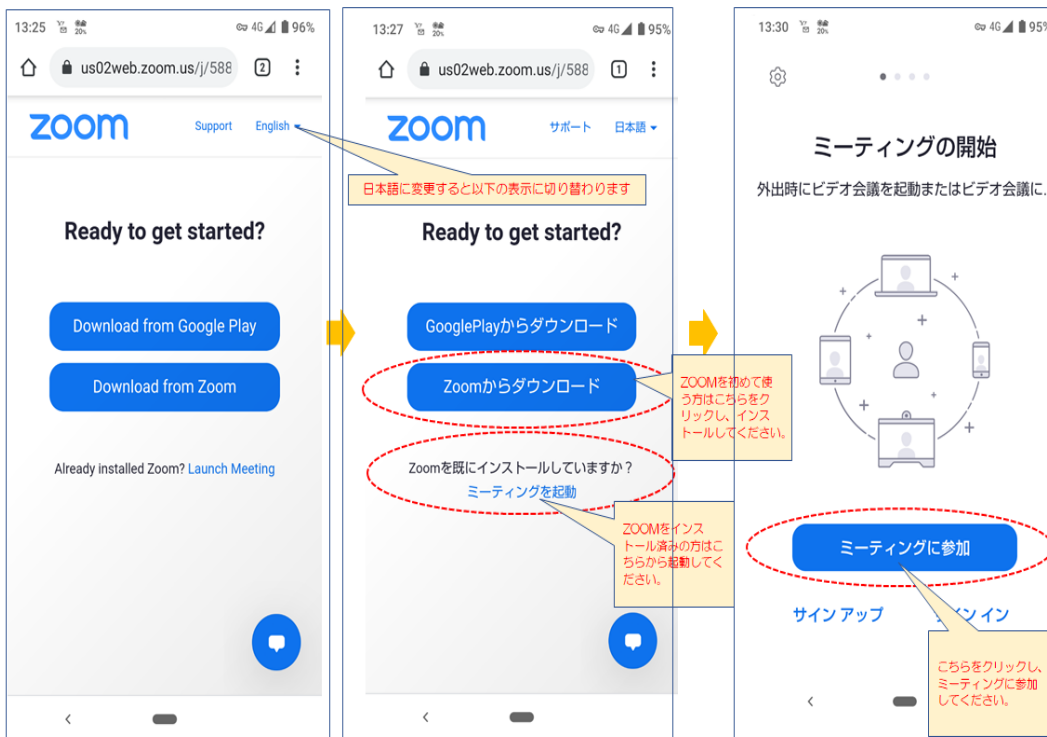 13:25 20% 4G 96%
us02web.zoom.us/j/588 2
zoom Support English
Ready to get started?
Download from Google Play
Download from Zoom
Already installed Zoom? Launch Meeting
13:27 20% 4G 95%
us02web.zoom.us/j/588 1
zoom サポート 日本語
日本語に変更すると以下の表示に切り替わります
Ready to get started?
GooglePlayからダウンロード
Zoomからダウンロード
ZOOMを初めて使
う方はこちらをク
リックし、インス
トールしてください。
Zoomを既にインストールしていますか？
ミーティングを起動
ZOOMをインス
トール済みの方はこ
ちらから起動してく
ださい。
13:30 20% 4G 95%
ミーティングの開始
外出時にビデオ会議を起動またはビデオ会議に...
ミーティングに参加
サイン アップ
イン
こちらをクリックし、
ミーティングに参加
してください。